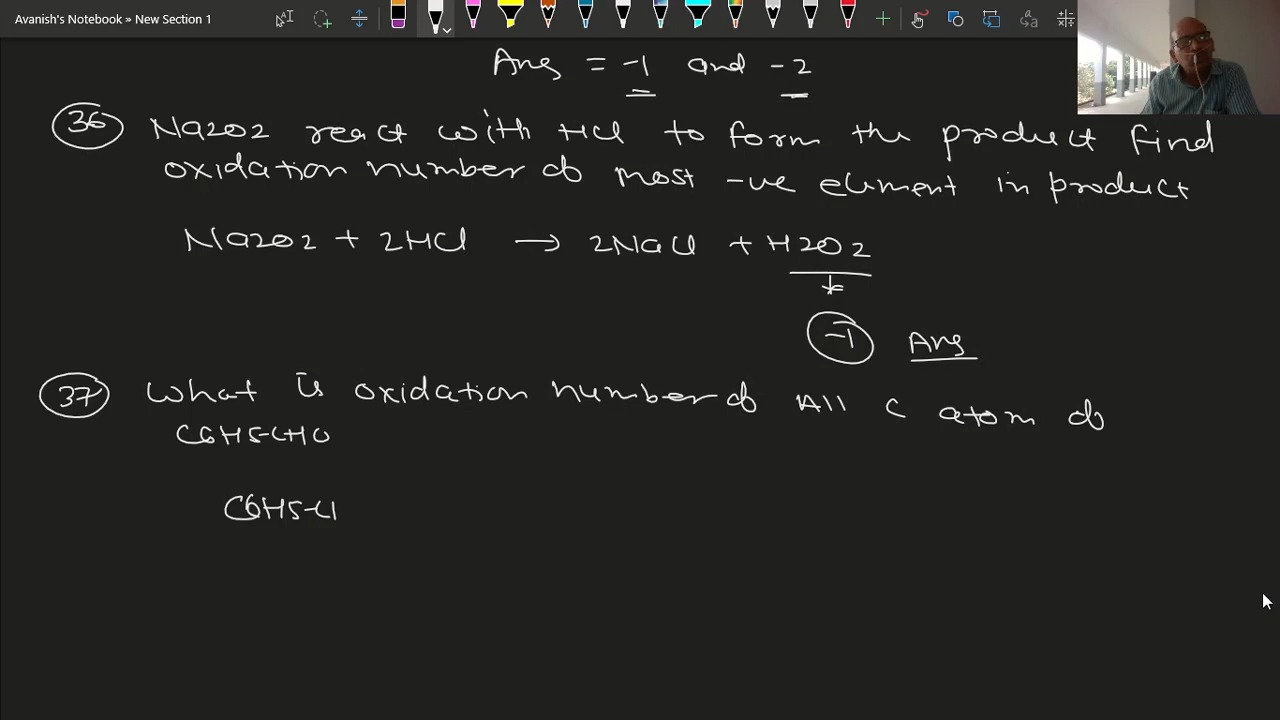 Avanish's Notebook » New Section 1
Ans = -1 and -2
36 Na2O2 react with HCl to form the product Find
oxidation number of most -ve element in product
Na2O2 + 2HCl → 2NaCl + H2O2
-1 Ans
37 What is oxidation number of All C atom of
C6H5-CHO
C6H5-C